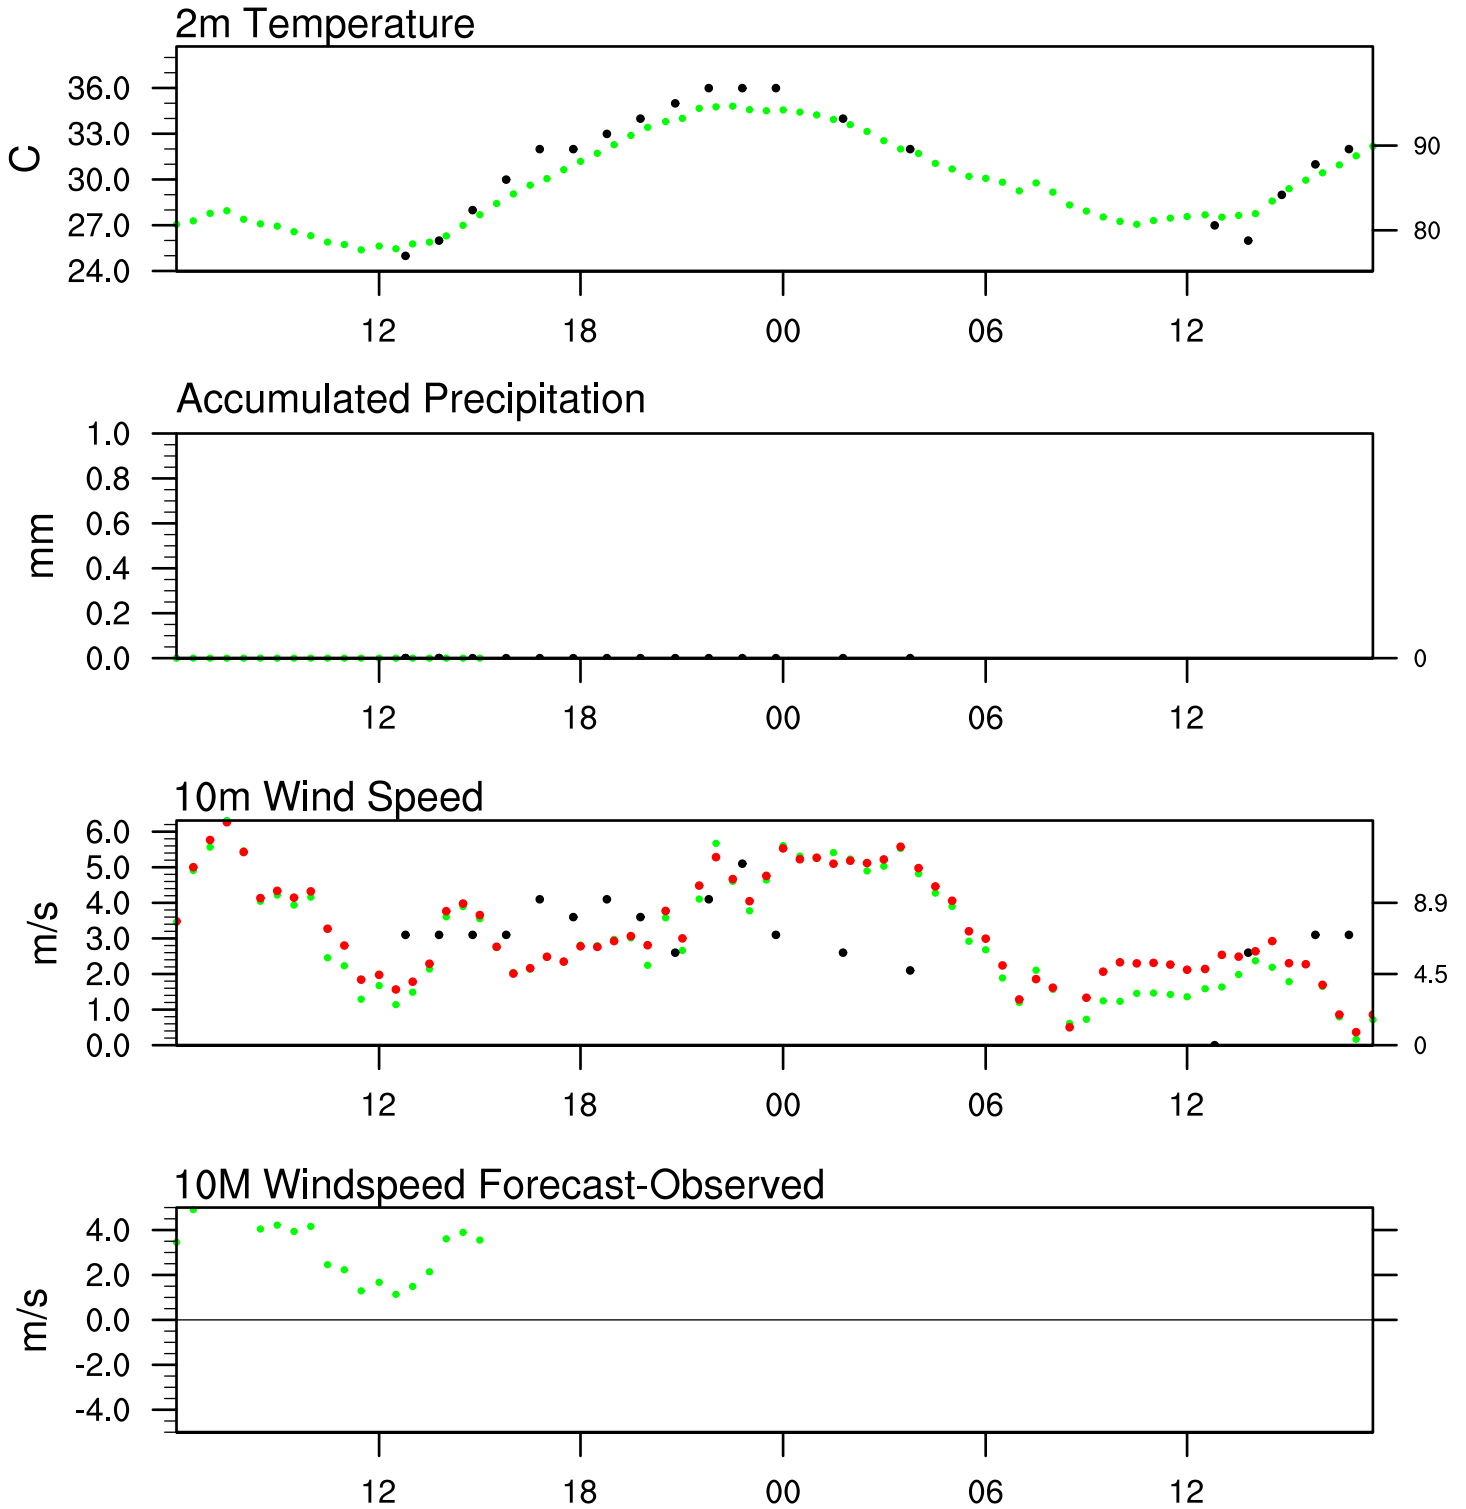 2m Temperature
36.0
33.0
30.0
27.0
24.0
C
90
80
12 18 00 06 12
Accumulated Precipitation
1.0
0.8
0.6
0.4
0.2
0.0
mm
0
12 18 00 06 12
10m Wind Speed
6.0
5.0
4.0
3.0
2.0
1.0
0.0
m/s
8.9
4.5
0
12 18 00 06 12
10M Windspeed Forecast-Observed
4.0
2.0
0.0
-2.0
-4.0
m/s
12 18 00 06 12